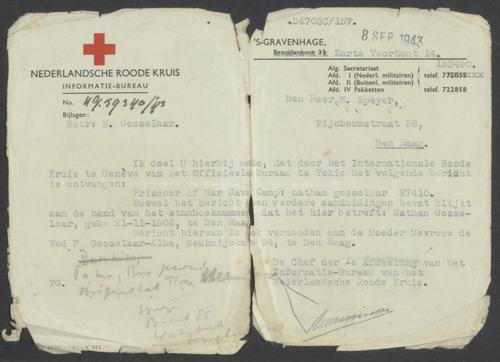 24703C/157.
8 SEP 1943
'S-GRAVENHAGE,
Korte Voorhout 14.
NEDERLANDSCHE ROODE KRUIS
INFORMATIE-BUREAU
No.
Bijlagen:
Betr: N. Gosselaar.
183490.
Alg. Secretariaat
Afd. I (Nederl. militairen) telef.
Afd. II (Buitenl. militairen)
Afd. IV Pakketten telef. 722858
Den Heer M. Speyer,
Pijnboomstraat 98,
Den Haag.
Ik deel U hierbij mede, dat door het Internationale Roode
Kruis te Genève van het Officieele Bureau te Tokio het volgende bericht
is ontvangen:
Prisoner of War Java Camp: nathan gosselaar 87410.
Hoewel het bericht geen verdere aanduidingen bevat blijkt
aan de hand van het stamboeknummer, dat het hier betreft: Nathan Gosse-
laar, geb: 21-11-1908, te Den Haag.
Bericht hiervan is ook verzonden aan de Moeder Mevrouw de
Wed F. Gosselaar-Alba, 94, te Den Haag.
De Chef der 1e Afdeeling van het
Informatie-Bureau van het
Nederlandsche Roode Kruis.
TG.